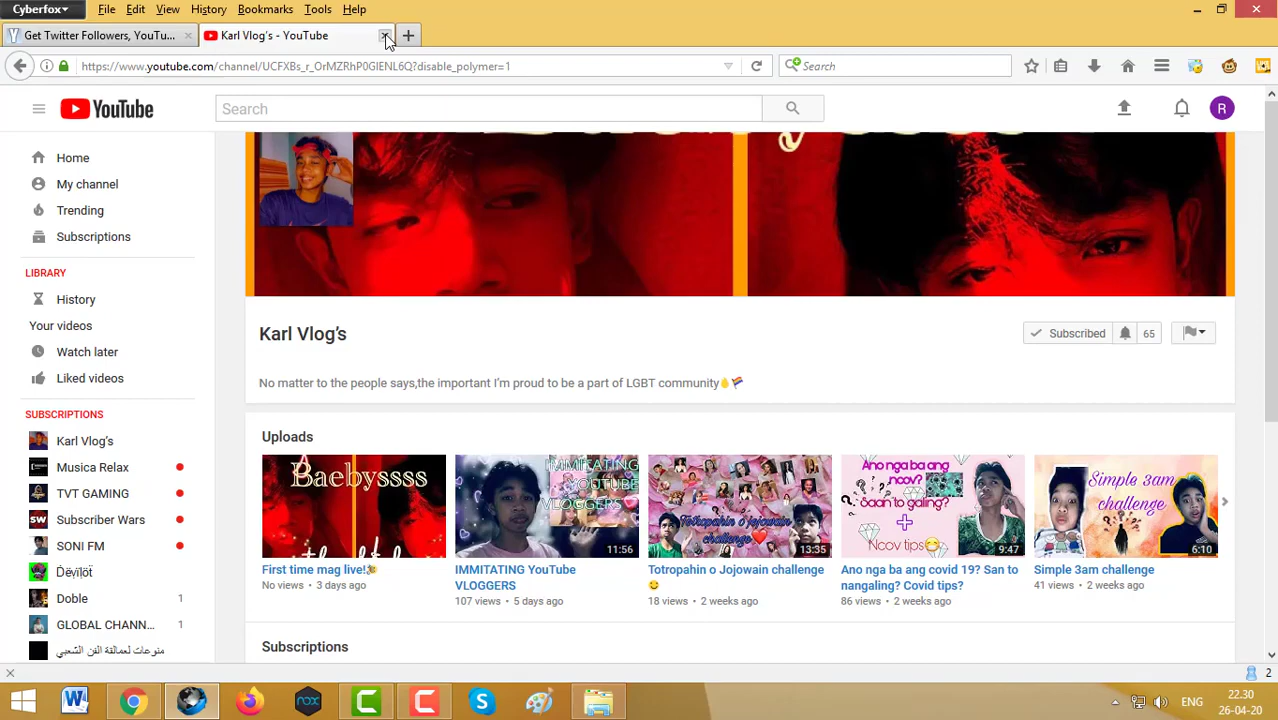 Cyberfox
File Edit View History Bookmarks Tools Help
Get Twitter Followers, YouTu...
Karl Vlog's - YouTube
https://www.youtube.com/channel/UCFXBs_r_OrMZRhP0GlENL6Q?disable_polymer=1
Search
YouTube
Search
R
Home
My channel
Trending
Subscriptions
LIBRARY
History
Your videos
Watch later
Liked videos
SUBSCRIPTIONS
Karl Vlog's
Musica Relax
TVT GAMING
SW Subscriber Wars
SONI FM
Ďëvïļöt
Doble 1
GLOBAL CHANN... 1
منوعات لعمالقة الفن الشعبي
Karl Vlog's
Subscribed 65
No matter to the people says,the important I'm proud to be a part of LGBT community
Uploads
Baebyssss
First time mag live!
No views • 3 days ago
IMMITATING
YOUTUBE
VLOGGERS
11:56
IMMITATING YouTube
VLOGGERS
107 views • 5 days ago
Totropahin o jojowain
challenge
13:35
Totropahin o Jojowain challenge
18 views • 2 weeks ago
Ano nga ba ang
ncov?
Saan to galing?
Ncov tips
9:47
Ano nga ba ang covid 19? San to
nangaling? Covid tips?
86 views • 2 weeks ago
Simple 3am
challenge
6:10
Simple 3am challenge
41 views • 2 weeks ago
Subscriptions
2
ENG
22.30
26-04-20